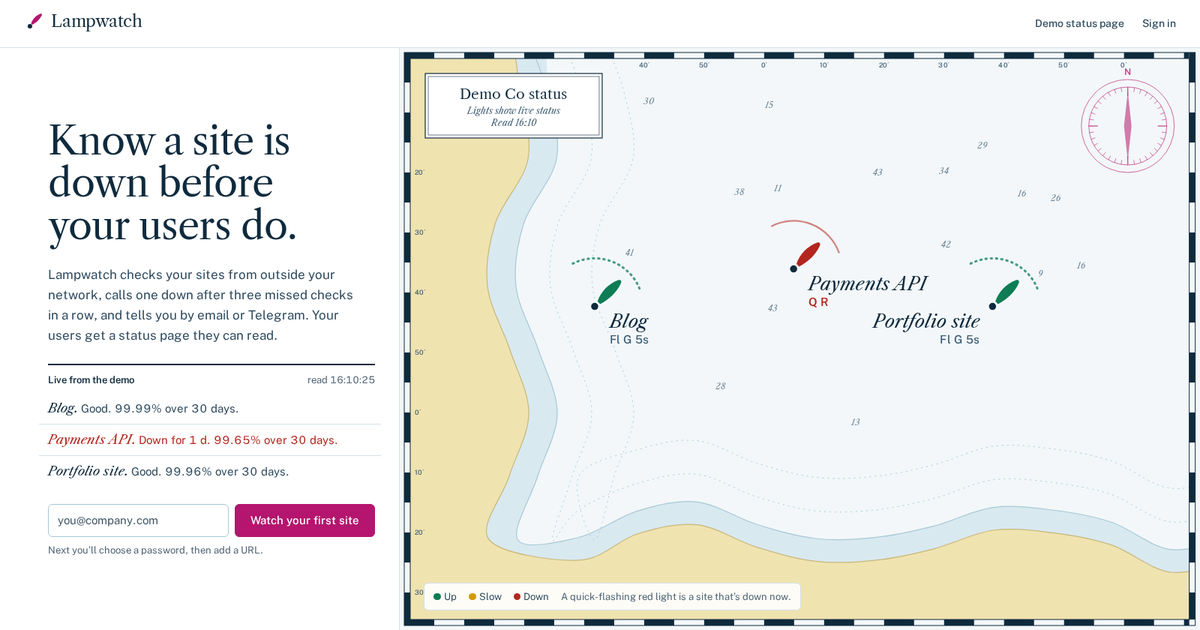 Lampwatch
Demo status page
Sign in
Know a site is
down before
your users do.
Lampwatch checks your sites from outside your
network, calls one down after three missed checks
in a row, and tells you by email or Telegram. Your
users get a status page they can read.
Live from the demo
read 16:10:25
Blog. Good. 99.99% over 30 days.
Payments API. Down for 1 d. 99.65% over 30 days.
Portfolio site. Good. 99.96% over 30 days.
you@company.com
Watch your first site
Next you'll choose a password, then add a URL.
40′ 50′ 0′ 10′ 20′ 30′ 40′ 50′ 0′
N
Demo Co status
Lights show live status
Read 16:10
30
15
29
20′
43
34
38
11
16
26
30′
41
42
16
9
40′
43
Blog
Fl G 5s
Payments API
Q R
Portfolio site
Fl G 5s
50′
28
0′
13
10′
20′
30′
Up
Slow
Down
A quick-flashing red light is a site that's down now.